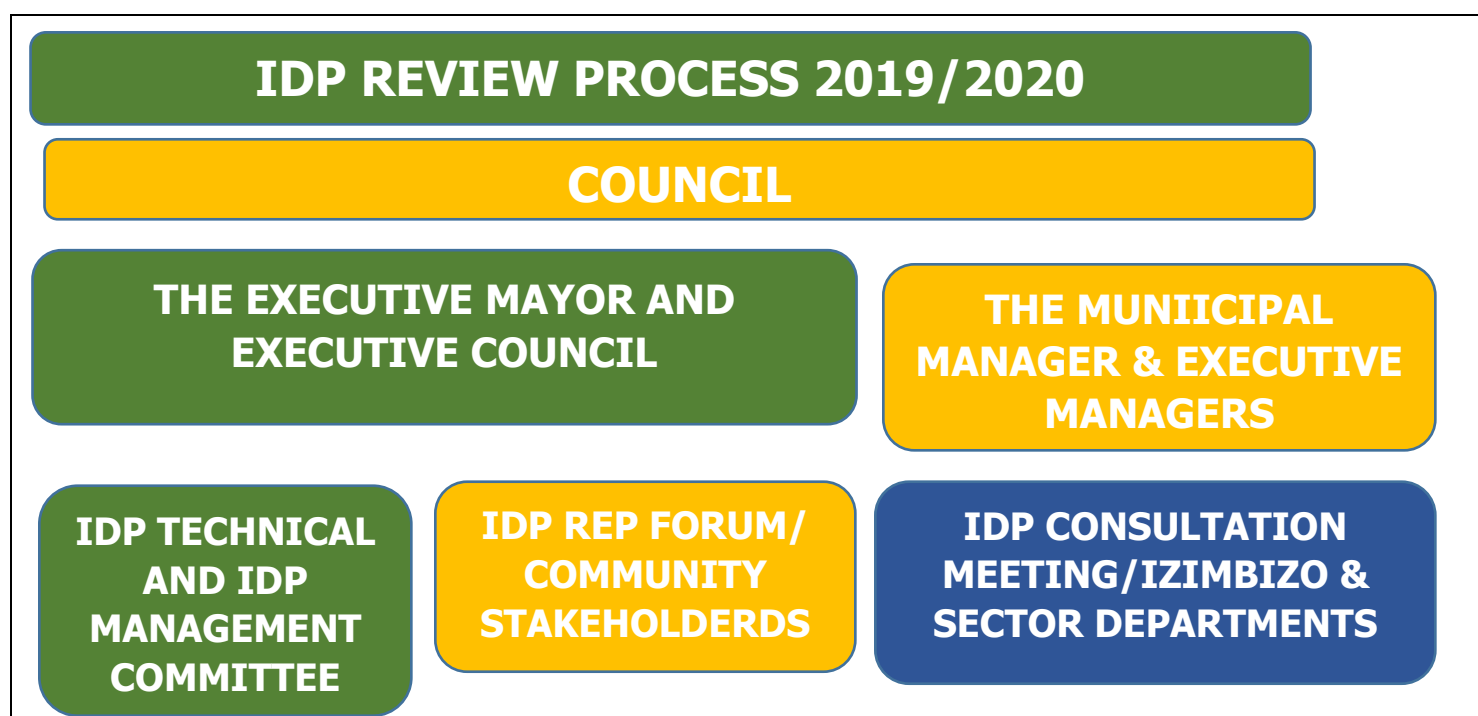 IDP REVIEW PROCESS 2019/2020
COUNCIL
THE EXECUTIVE MAYOR AND
EXECUTIVE COUNCIL
THE MUNIICIPAL
MANAGER & EXECUTIVE
MANAGERS
IDP TECHNICAL
AND IDP
MANAGEMENT
COMMITTEE
IDP REP FORUM/
COMMUNITY
STAKEHOLDERDS
IDP CONSULTATION
MEETING/IZIMBIZO &
SECTOR DEPARTMENTS